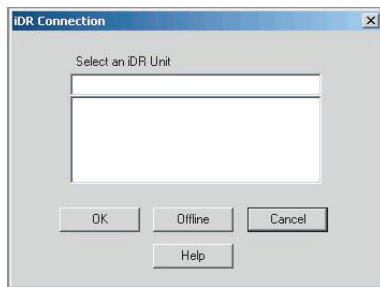 iDR Connection
Select an iDR Unit
OK Offline Cancel
Help